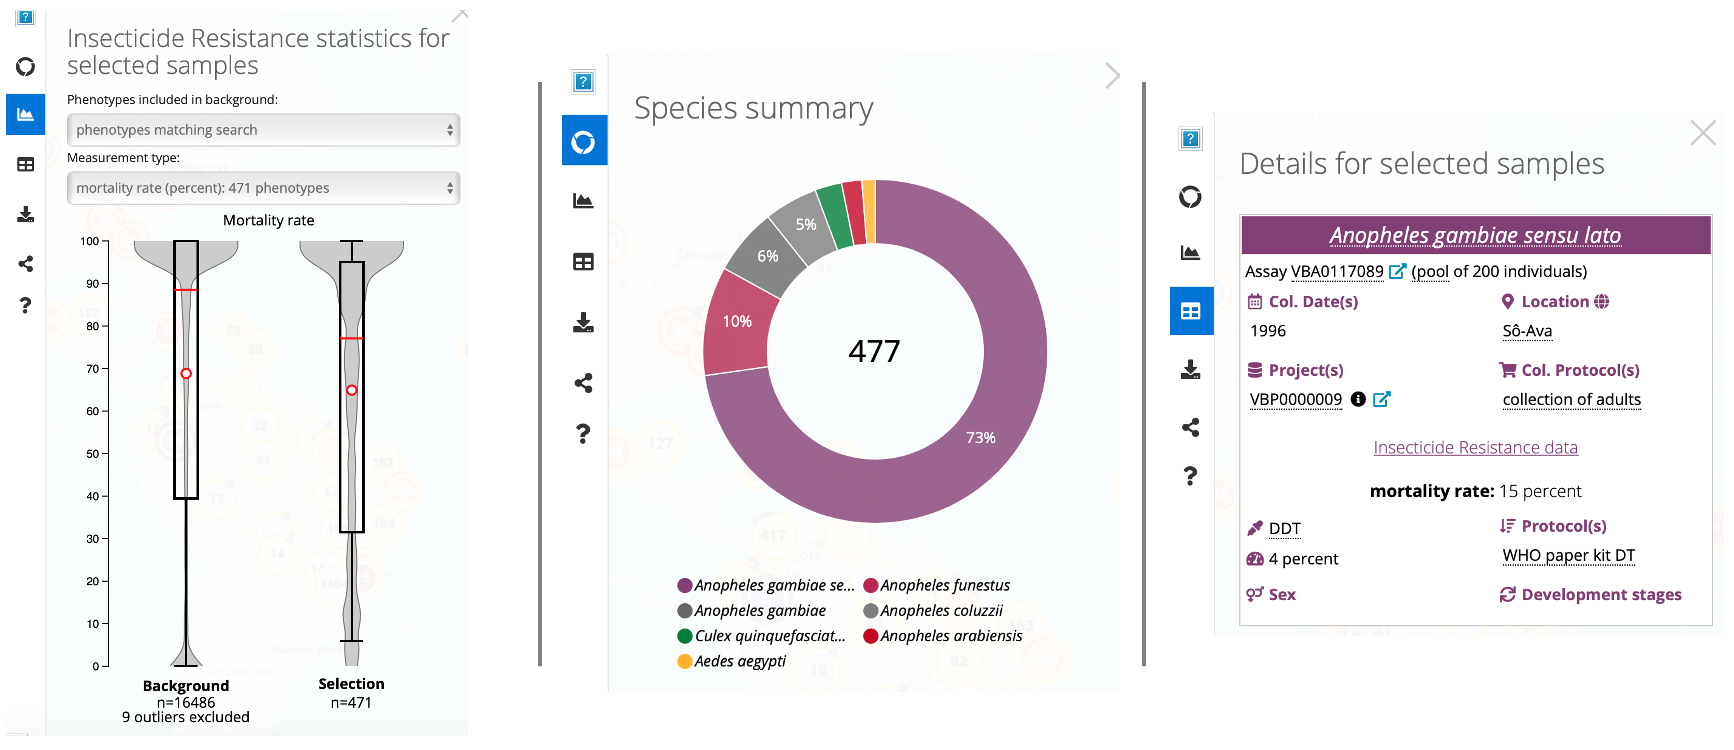 Insecticide Resistance statistics for
selected samples
Phenotypes included in background:
phenotypes matching search
Measurement type:
mortality rate (percent): 471 phenotypes
Mortality rate
100
90
80
70
60
50
40
30
20
10
0
Background
n=16486
9 outliers excluded
Selection
n=471
?
?
Species summary
5%
6%
10%
477
73%
Anopheles gambiae se...
Anopheles funestus
Anopheles gambiae
Anopheles coluzzii
Culex quinquefasciat...
Anopheles arabiensis
Aedes aegypti
?
?
Details for selected samples
Anopheles gambiae sensu lato
Assay VBA0117089 (pool of 200 individuals)
Col. Date(s)
Location
1996
Sô-Ava
Project(s)
Col. Protocol(s)
VBP0000009
collection of adults
Insecticide Resistance data
mortality rate: 15 percent
DDT
Protocol(s)
4 percent
WHO paper kit DT
Sex
Development stages
?
?